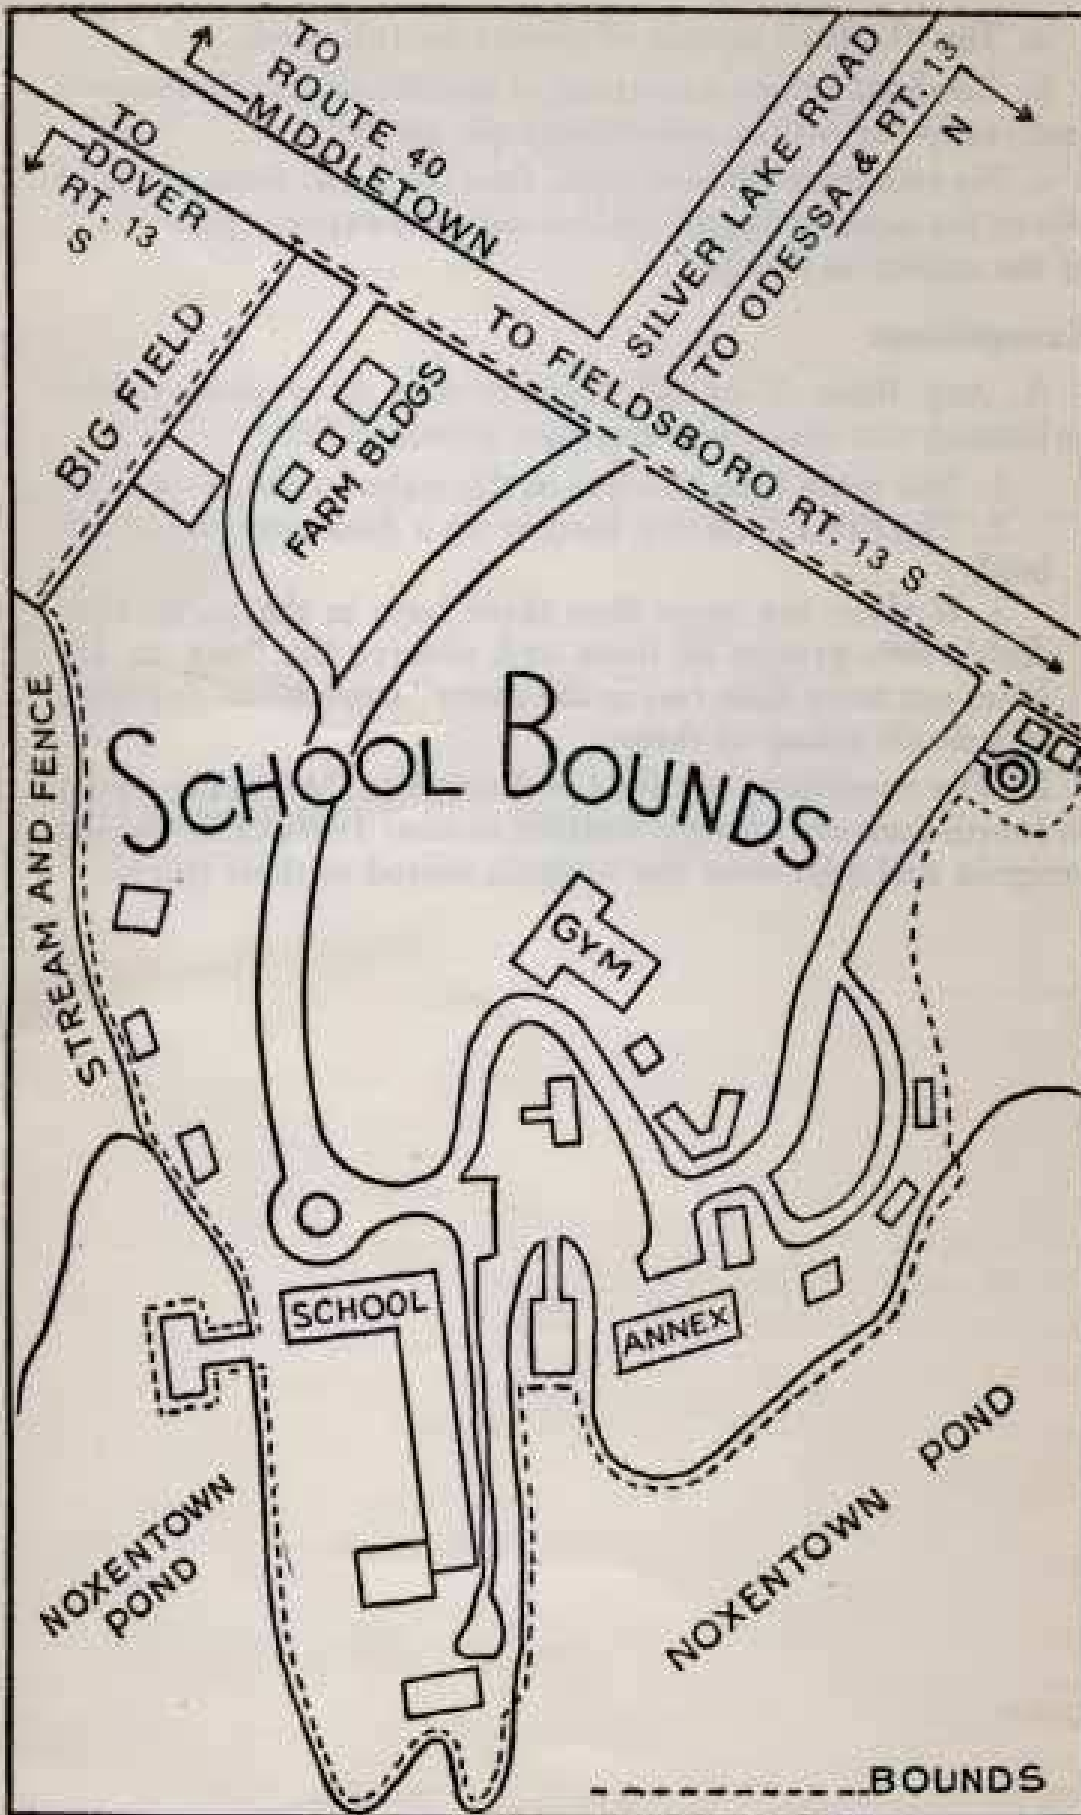 TO
ROUTE 40
MIDDLETOWN
TO
DOVER
RT. 13
S
SILVER LAKE ROAD
TO ODESSA & RT. 13
N
TO FIELDSBORO RT. 13 S
BIG FIELD
FARM BLDGS
STREAM AND FENCE
SCHOOL BOUNDS
GYM
SCHOOL
ANNEX
NOXENTOWN
POND
NOXENTOWN POND
BOUNDS